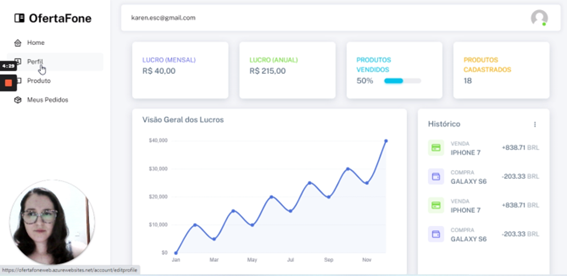 OfertaFone
karen.esc@gmail.com
Home
Perfil
4:29
Produto
Meus Pedidos
LUCRO (MENSAL)
R$ 40,00
LUCRO (ANUAL)
R$ 215,00
PRODUTOS
VENDIDOS
50%
PRODUTOS
CADASTRADOS
18
Visão Geral dos Lucros
$40,000
$30,000
$20,000
$10,000
$0
Jan
Mar
May
Jul
Sep
Nov
Histórico
VENDA
IPHONE 7
+838.71 BRL
COMPRA
GALAXY S6
-203.33 BRL
VENDA
IPHONE 7
+838.71 BRL
COMPRA
GALAXY S6
-203.33 BRL
https://ofertafoneweb.azurewebsites.net/account/editprofile